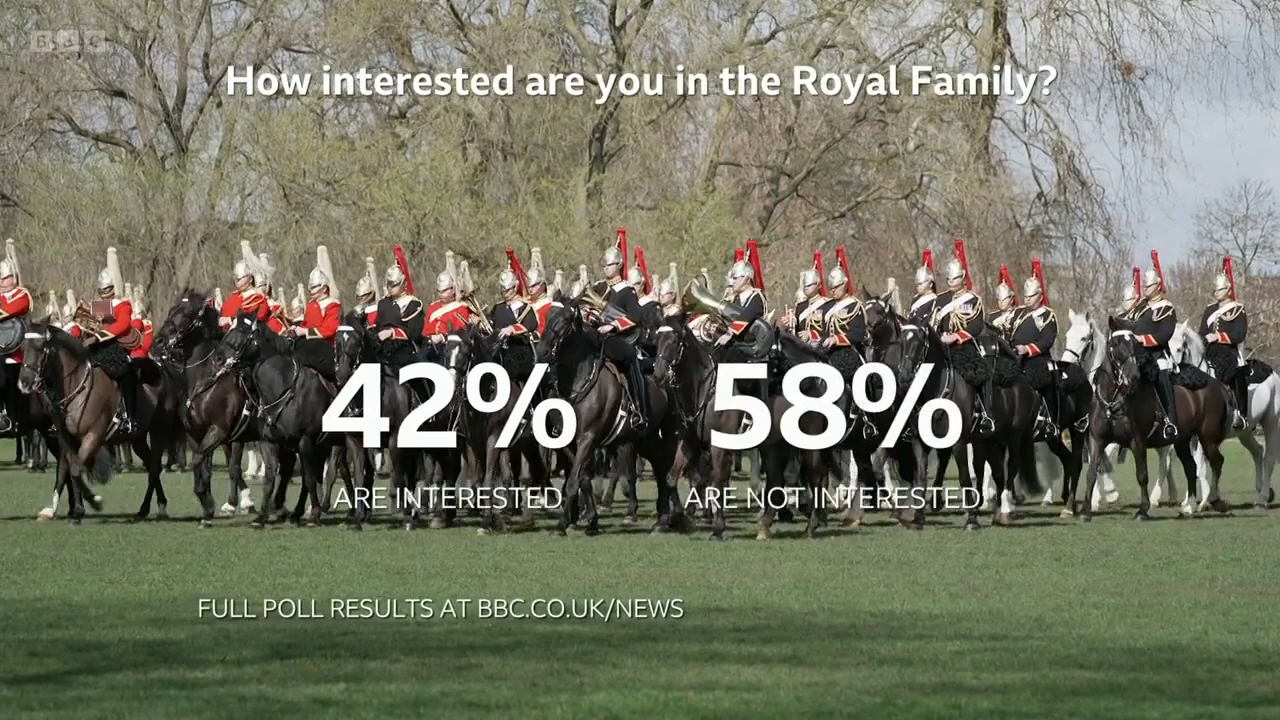 BBC
How interested are you in the Royal Family?
42% 58%
ARE INTERESTED ARE NOT INTERESTED
FULL POLL RESULTS AT BBC.CO.UK/NEWS